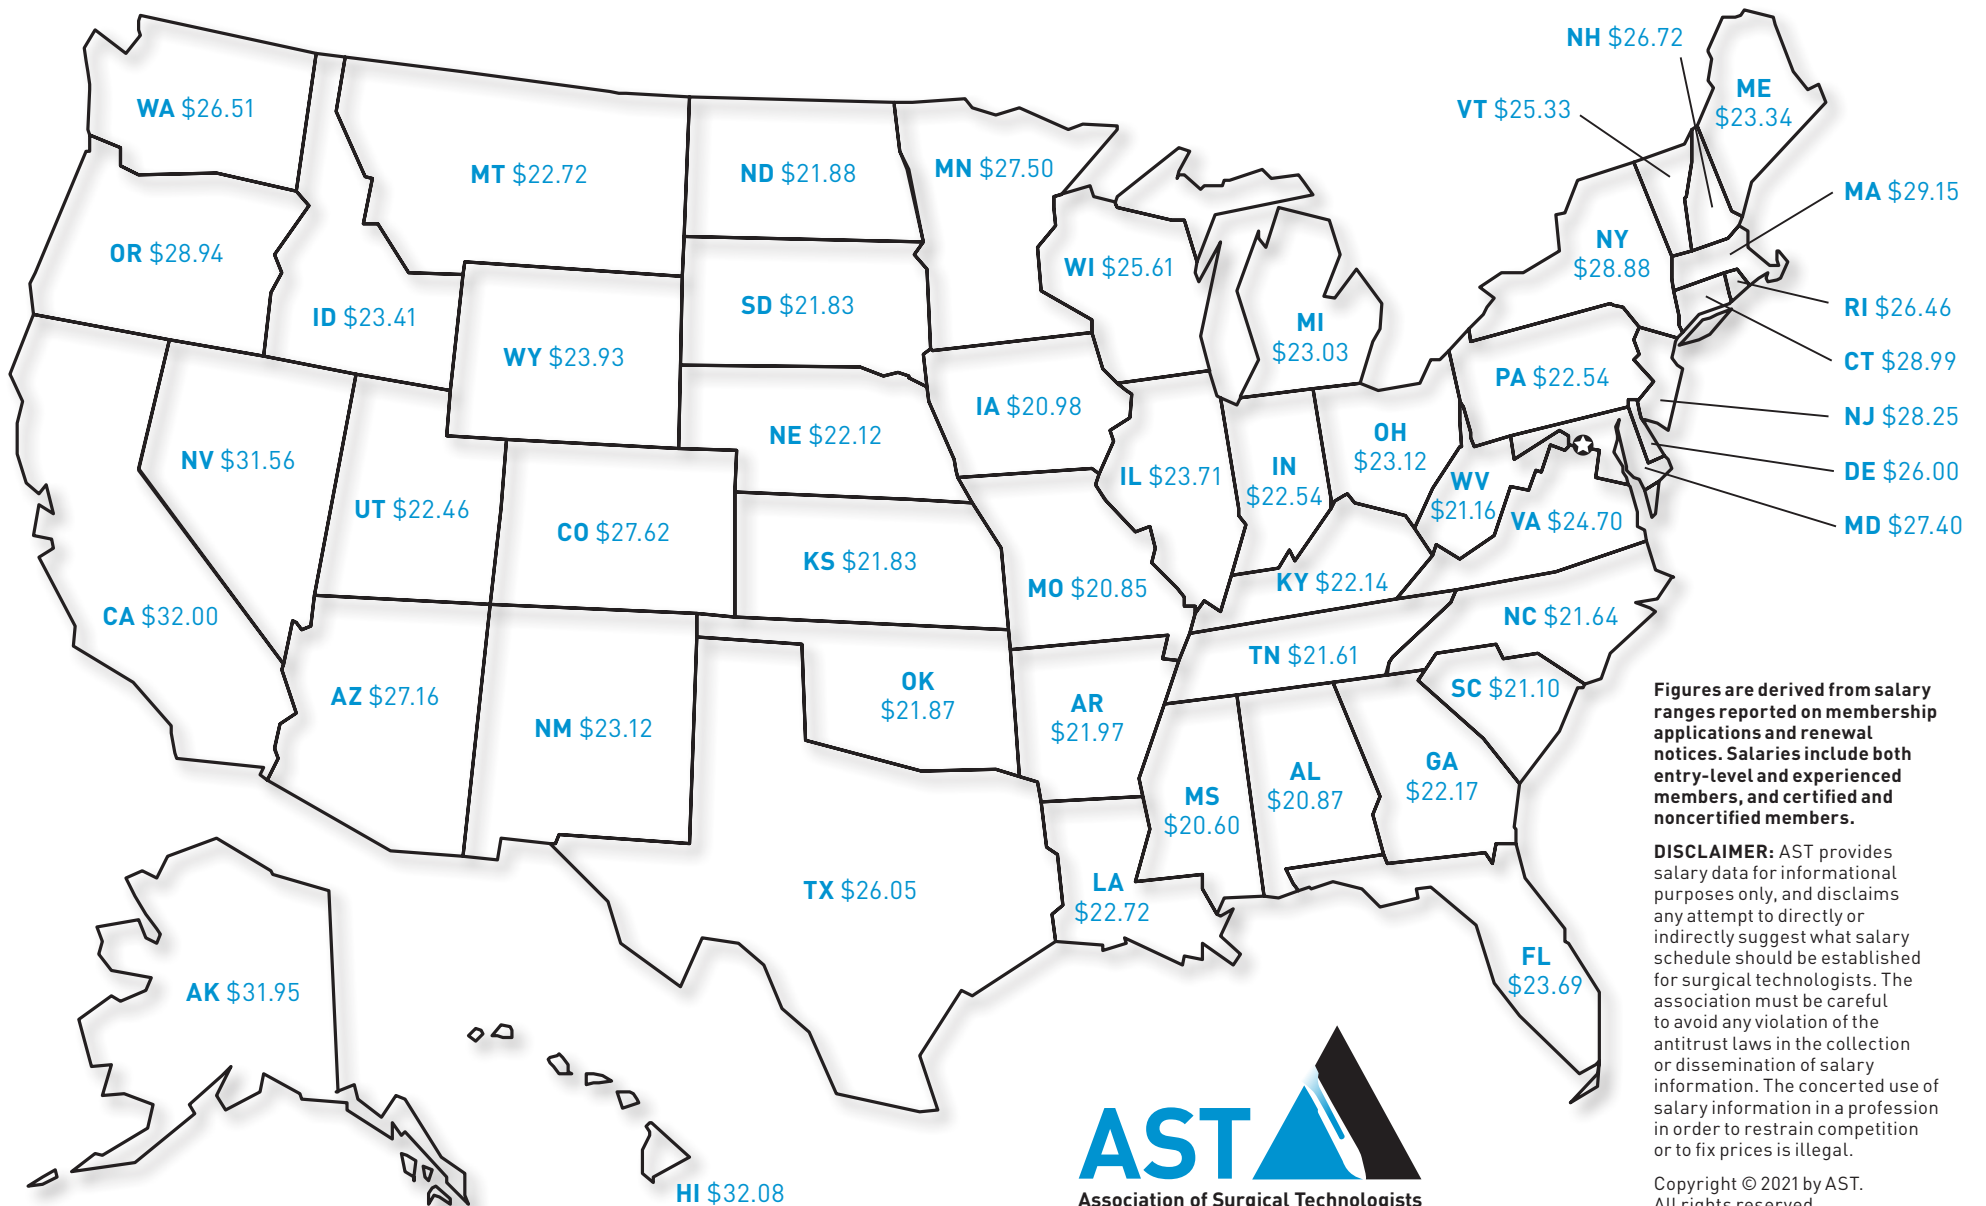 NH $26.72
ME
$23.34
VT $25.33
WA $26.51
MT $22.72
ND $21.88
MN $27.50
MA $29.15
OR $28.94
NY
$28.88
WI $25.61
ID $23.41
SD $21.83
MI
$23.03
RI $26.46
WY $23.93
CT $28.99
PA $22.54
IA $20.98
NJ $28.25
NE $22.12
OH
$23.12
NV $31.56
IL $23.71
IN
$22.54
DE $26.00
WV
$21.16
UT $22.46
VA $24.70
MD $27.40
CO $27.62
KS $21.83
MO $20.85
KY $22.14
CA $32.00
NC $21.64
TN $21.61
AZ $27.16
OK
$21.87
SC $21.10
NM $23.12
AR
$21.97
AL
$20.87
GA
$22.17
MS
$20.60
TX $26.05
LA
$22.72
FL
$23.69
AK $31.95
HI $32.08
AST
Association of Surgical Technologists
Figures are derived from salary
ranges reported on membership
applications and renewal
notices. Salaries include both
entry-level and experienced
members, and certified and
noncertified members.
DISCLAIMER: AST provides
salary data for informational
purposes only, and disclaims
any attempt to directly or
indirectly suggest what salary
schedule should be established
for surgical technologists. The
association must be careful
to avoid any violation of the
antitrust laws in the collection
or dissemination of salary
information. The concerted use of
salary information in a profession
in order to restrain competition
or to fix prices is illegal.
Copyright © 2021 by AST.
All rights reserved